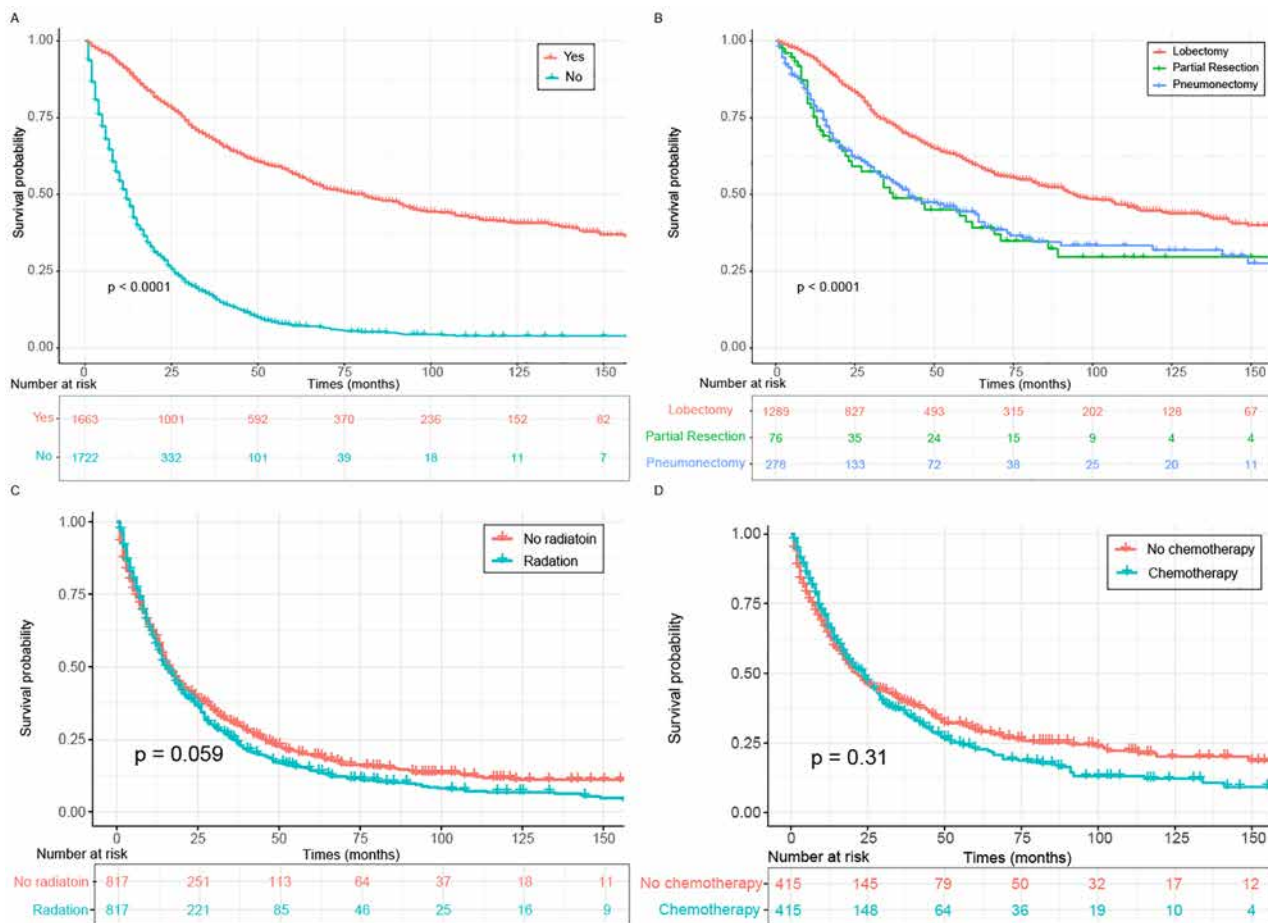 A
1.00
0.75
0.50
0.25
0.00
Survival probability
Yes
No
p < 0.0001
0 25 50 75 100 125 150
Number at risk Times (months)
Yes 1663 1001 592 370 236 152 82
No 1722 332 101 39 18 11 7
B
1.00
0.75
0.50
0.25
0.00
Survival probability
Lobectomy
Partial Resection
Pneumonectomy
p < 0.0001
0 25 50 75 100 125 150
Number at risk Times (months)
Lobectomy 1289 827 493 315 202 128 67
Partial Resection 76 35 24 15 9 4 4
Pneumonectomy 278 133 72 38 25 20 11
C
1.00
0.75
0.50
0.25
0.00
Survival probability
No radiatoin
Radation
p = 0.059
0 25 50 75 100 125 150
Number at risk Times (months)
No radiatoin 817 251 113 64 37 18 11
Radation 817 221 85 46 25 16 9
D
1.00
0.75
0.50
0.25
0.00
Survival probability
No chemotherapy
Chemotherapy
p = 0.31
0 25 50 75 100 125 150
Number at risk Times (months)
No chemotherapy 415 145 79 50 32 17 12
Chemotherapy 415 148 64 36 19 10 4